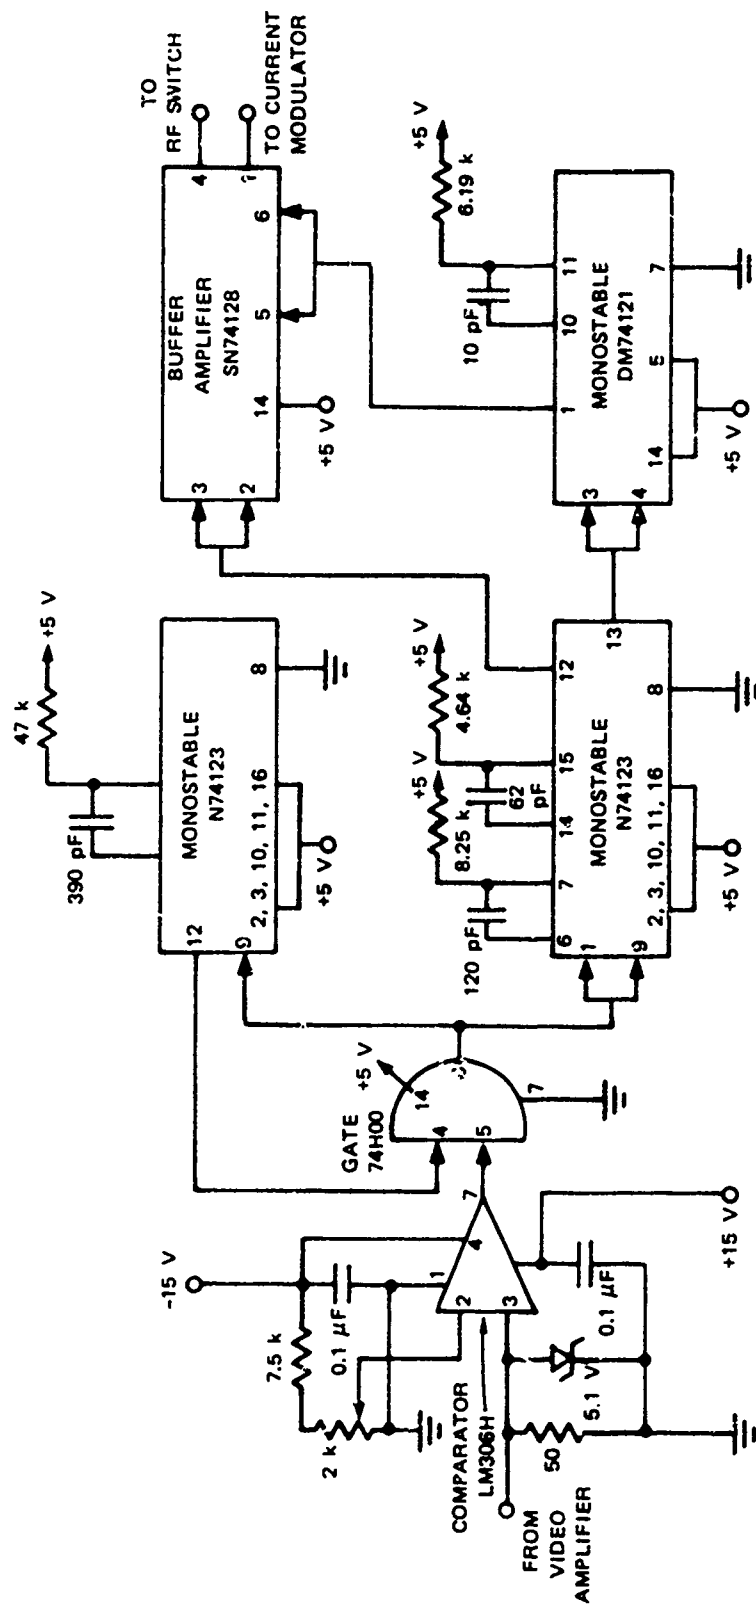 FROM
VIDEO
AMPLIFIER
50
5.1 V
0.1 µF
+15 V
COMPARATOR
LM306H
2 k
7.5 k
0.1 µF
-15 V
1
2
3
4
7
GATE
74H00
4
5
14
+5 V
7
12
9
MONOSTABLE
N74123
2, 3, 10, 11, 16
8
+5 V
390 pF
47 k
+5 V
1
9
MONOSTABLE
N74123
6
7
14
15
12
13
2, 3, 10, 11, 16
8
+5 V
120 pF
8.25 k
+5 V
62
pF
4.64 k
+5 V
3
2
BUFFER
AMPLIFIER
SN74128
14
5
6
4
1
+5 V
TO
RF SWITCH
TO CURRENT
MODULATOR
3
4
MONOSTABLE
DM74121
1
10
11
14
5
7
+5 V
10 pF
6.19 k
+5 V